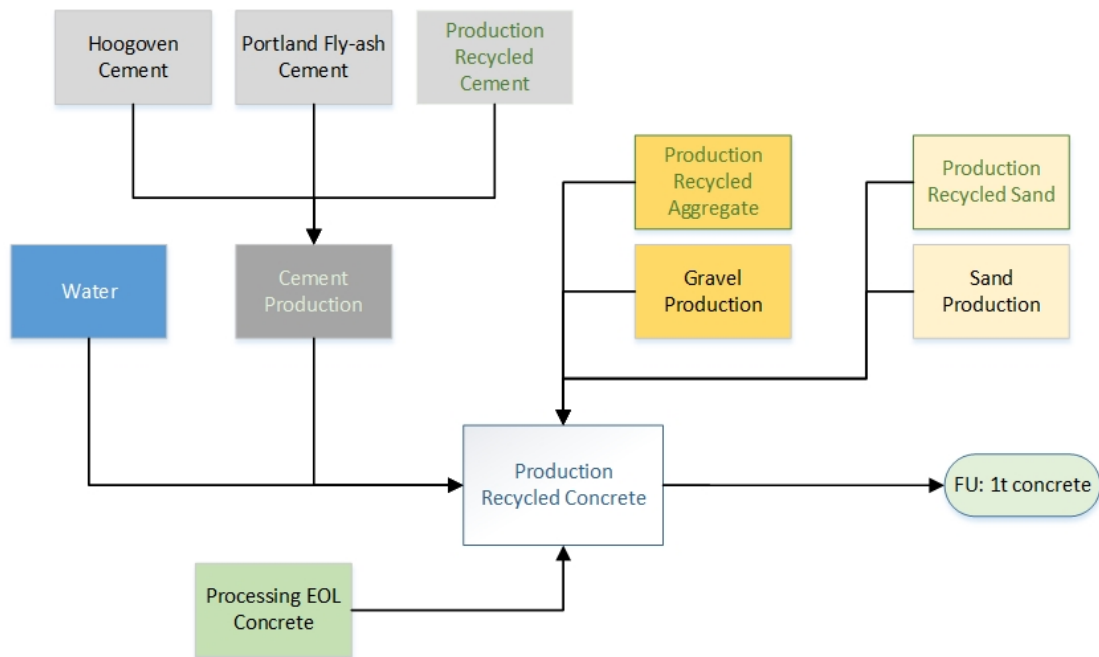 Hoogoven
Cement
Portland Fly-ash
Cement
Production
Recycled
Cement
Production
Recycled
Aggregate
Production
Recycled Sand
Water
Cement
Production
Gravel
Production
Sand
Production
Production
Recycled Concrete
FU: 1t concrete
Processing EOL
Concrete